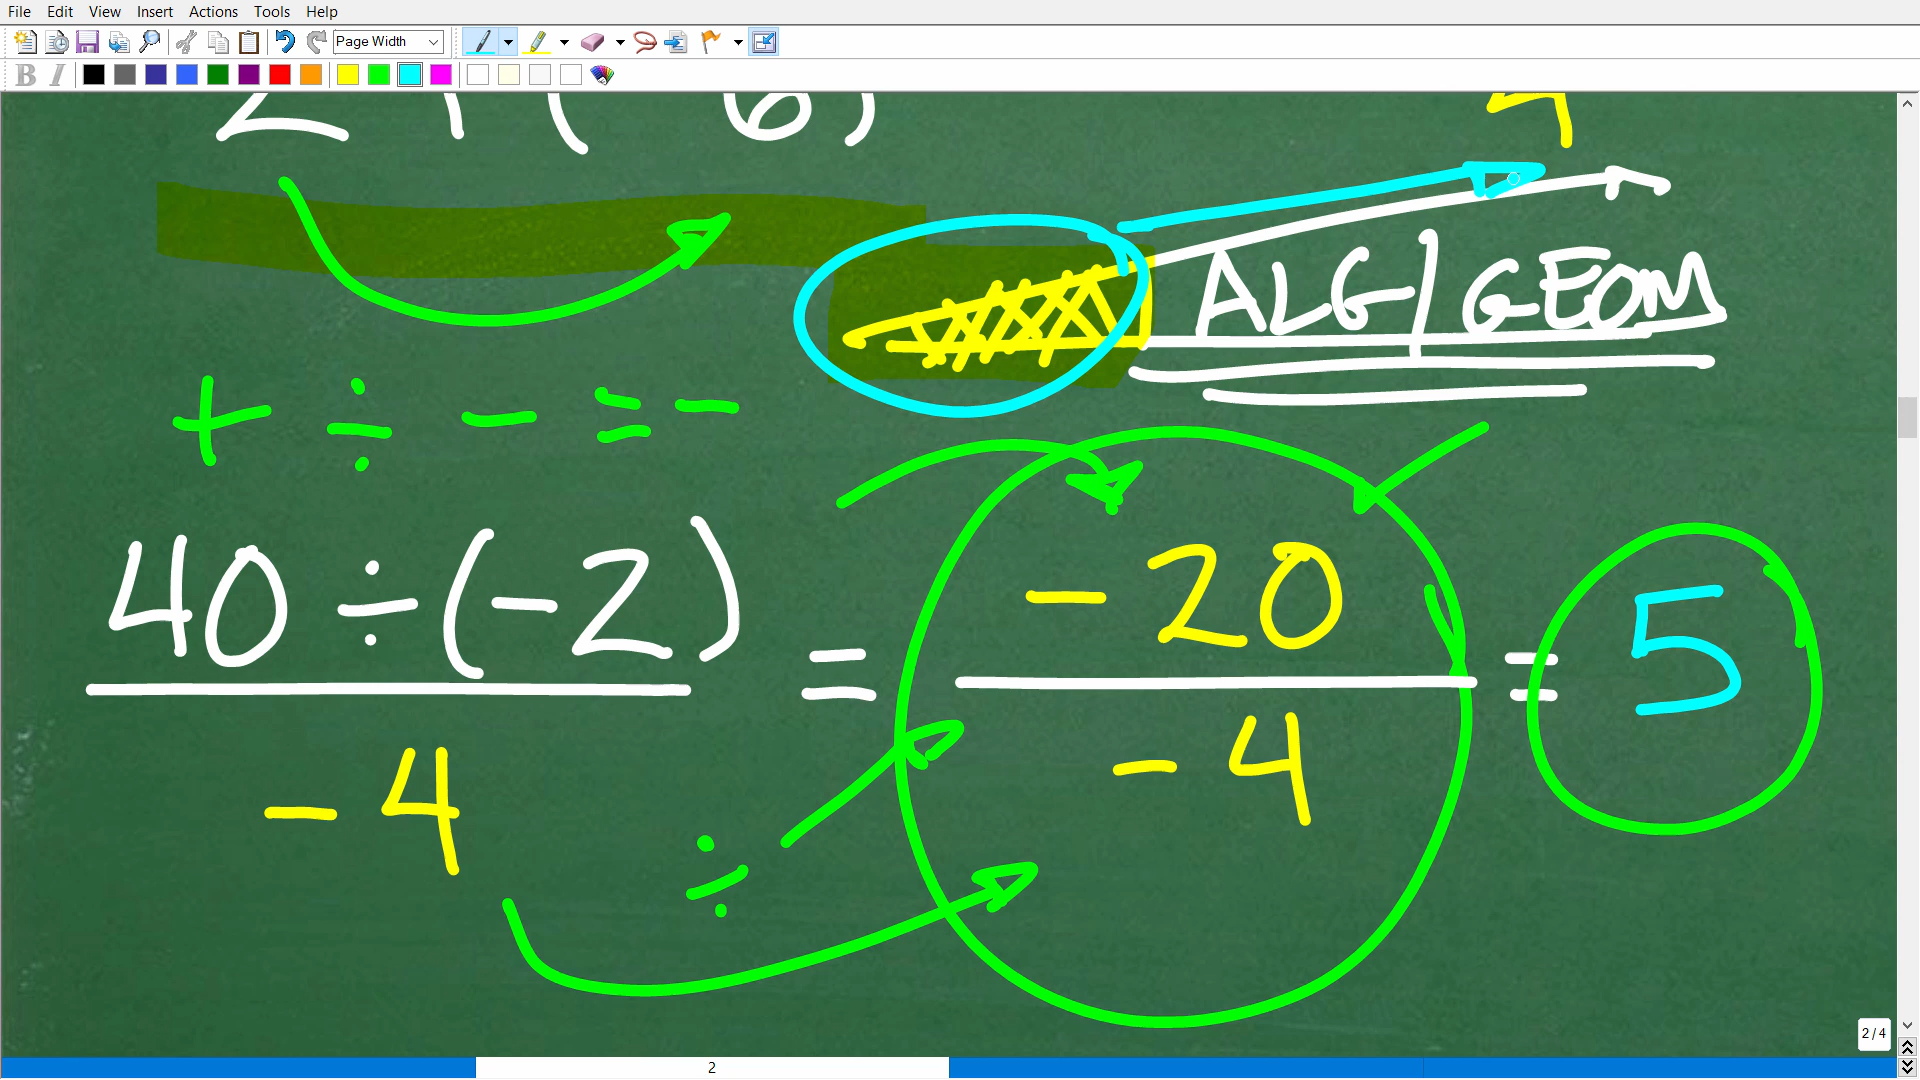 File Edit View Insert Actions Tools Help
Page Width
B I
ALG/GEOM
+ ÷ - = -
40 ÷ (-2) = -20 = 5
-4 ÷ -4
2/4
2